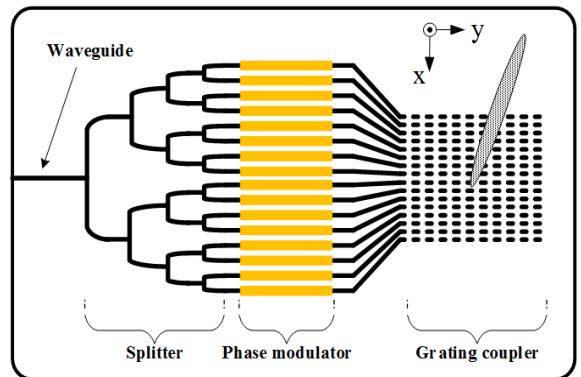 Waveguide
y
x
Splitter
Phase modulator
Grating coupler